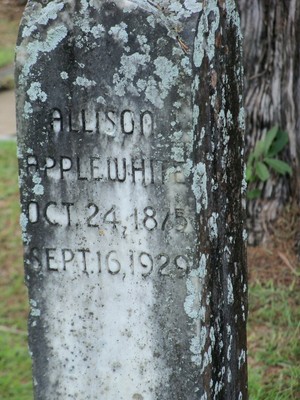 ALLISON
APPLEWHITE
OCT. 24, 1875
SEPT. 16, 1929